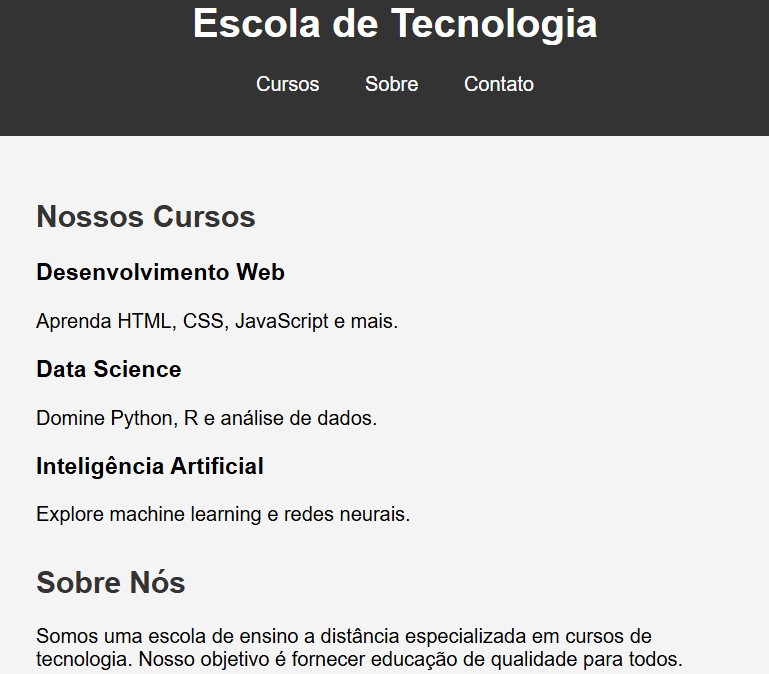 Escola de Tecnologia
Cursos Sobre Contato
Nossos Cursos
Desenvolvimento Web
Aprenda HTML, CSS, JavaScript e mais.
Data Science
Domine Python, R e análise de dados.
Inteligência Artificial
Explore machine learning e redes neurais.
Sobre Nós
Somos uma escola de ensino a distância especializada em cursos de
tecnologia. Nosso objetivo é fornecer educação de qualidade para todos.